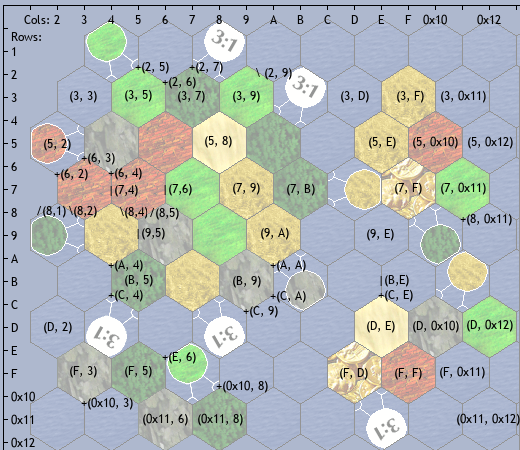 Cols: 2 3 4 5 6 7 8 9 A B C D E F 0x10 0x12
Rows:
1 3:1
+(2, 5) +(2, 7)
2 \ (2, 9)
+(2, 6) 3:1
3 (3, 3) (3, 5) (3, 7) (3, 9) (3, D) (3, F) (3, 0x11)
4
5 (5, 2) (5, 8) (5, E) (5, 0x10) (5, 0x12)
+(6, 3)
6 +(6, 2) +(6, 4)
7 |(7,4) (7,6) (7, 9) (7, B) (7, F) (7, 0x11)
8 /(8,1) \(8,2) \(8,4) /(8,5) +(8, 0x11)
9 |(9,5) (9, A) (9, E)
A +(A, 4) +(A, A)
B (B, 5) (B, 9) |(B,E)
C +(C, 4) +(C, A) +(C, E)
+(C, 9)
D (D, 2) 3:1 3:1 (D, E) (D, 0x10) (D, 0x12)
E +(E, 6)
F (F, 3) (F, 5) (F, D) (F, F) (F, 0x11)
+(0x10, 8)
0x10 +(0x10, 3)
0x11 (0x11, 6) (0x11, 8) 3:1 (0x11, 0x12)
0x12